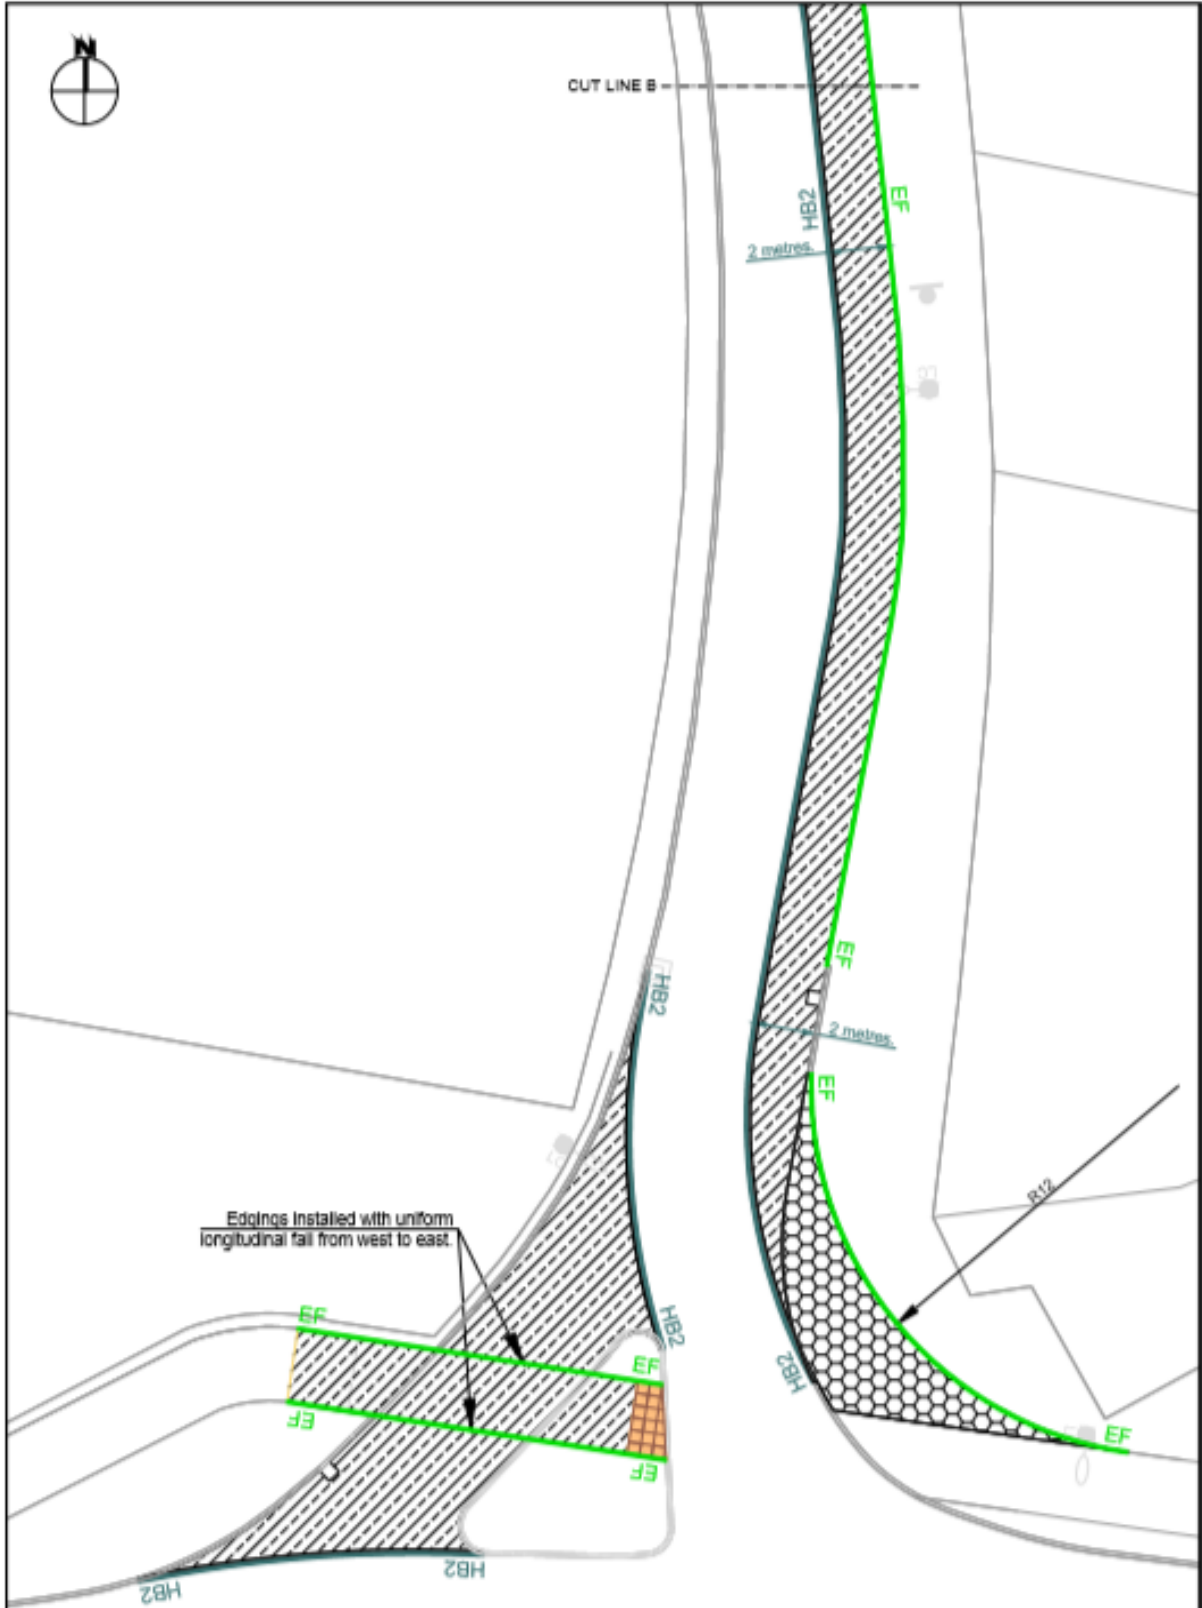 N
CUT LINE B
HB2
EF
2 metres.
EF
HB2
2 metres.
EF
R12
Edgings installed with uniform
longitudinal fall from west to east.
EF
HB2
EF
HB2
EF
EF
EF
HB2
HB2